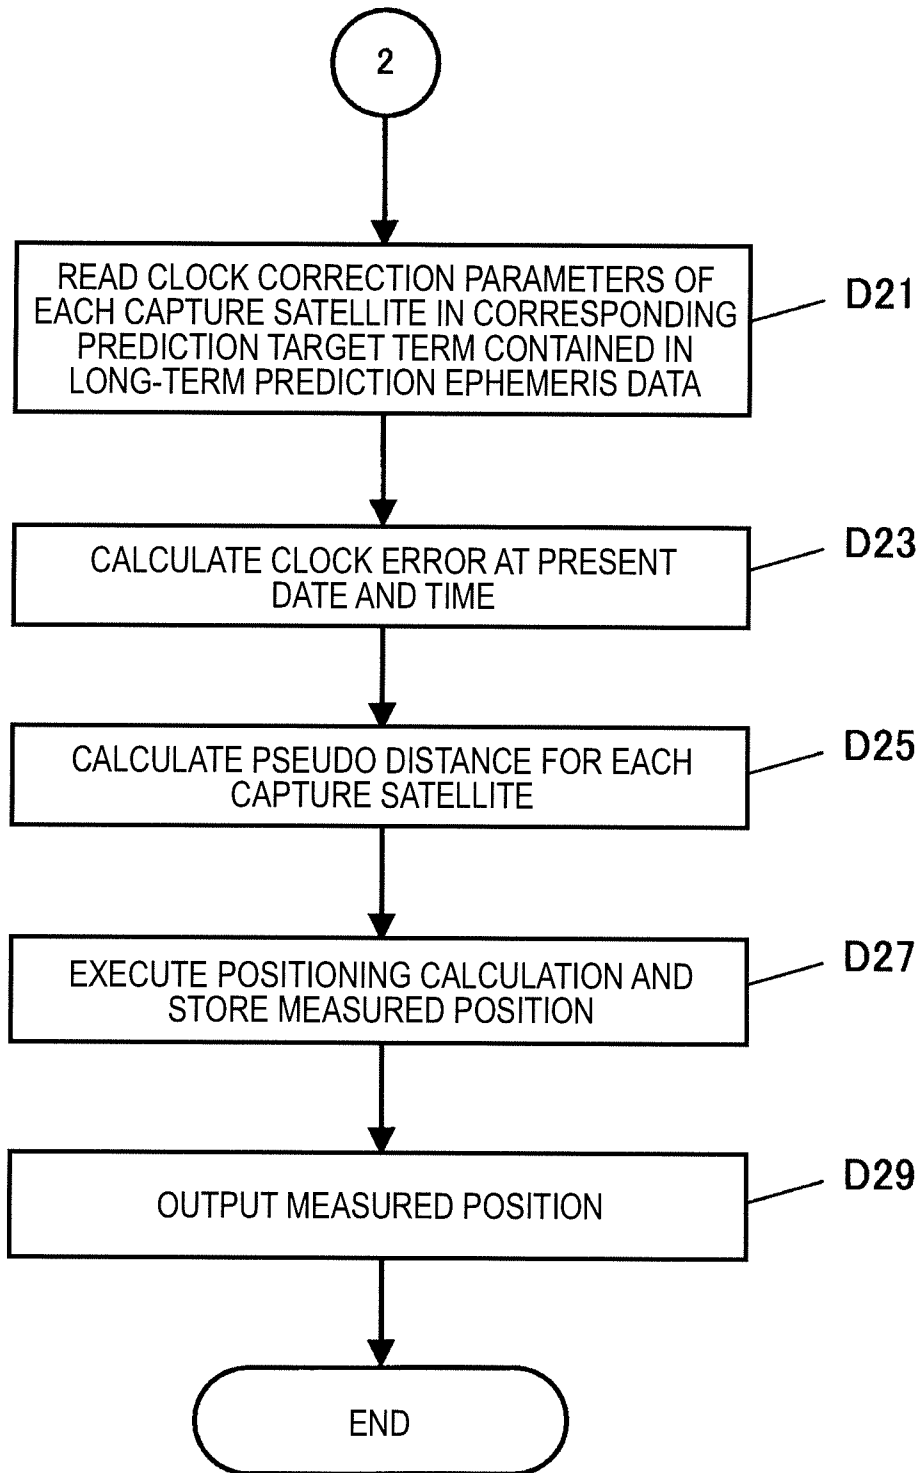 2
READ CLOCK CORRECTION PARAMETERS OF
EACH CAPTURE SATELLITE IN CORRESPONDING
PREDICTION TARGET TERM CONTAINED IN
LONG-TERM PREDICTION EPHEMERIS DATA
D21
CALCULATE CLOCK ERROR AT PRESENT
DATE AND TIME
D23
CALCULATE PSEUDO DISTANCE FOR EACH
CAPTURE SATELLITE
D25
EXECUTE POSITIONING CALCULATION AND
STORE MEASURED POSITION
D27
OUTPUT MEASURED POSITION
D29
END